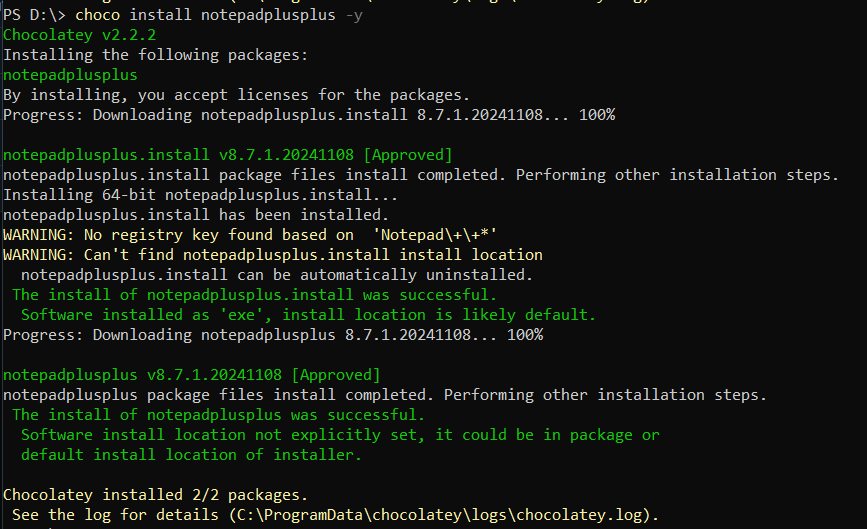 PS D:\> choco install notepadplusplus -y
Chocolatey v2.2.2
Installing the following packages:
notepadplusplus
By installing, you accept licenses for the packages.
Progress: Downloading notepadplusplus.install 8.7.1.20241108... 100%
notepadplusplus.install v8.7.1.20241108 [Approved]
notepadplusplus.install package files install completed. Performing other installation steps.
Installing 64-bit notepadplusplus.install...
notepadplusplus.install has been installed.
WARNING: No registry key found based on  'Notepad\+\+*'
WARNING: Can't find notepadplusplus.install install location
  notepadplusplus.install can be automatically uninstalled.
 The install of notepadplusplus.install was successful.
  Software installed as 'exe', install location is likely default.
Progress: Downloading notepadplusplus 8.7.1.20241108... 100%
notepadplusplus v8.7.1.20241108 [Approved]
notepadplusplus package files install completed. Performing other installation steps.
 The install of notepadplusplus was successful.
  Software install location not explicitly set, it could be in package or
  default install location of installer.
Chocolatey installed 2/2 packages.
 See the log for details (C:\ProgramData\chocolatey\logs\chocolatey.log).